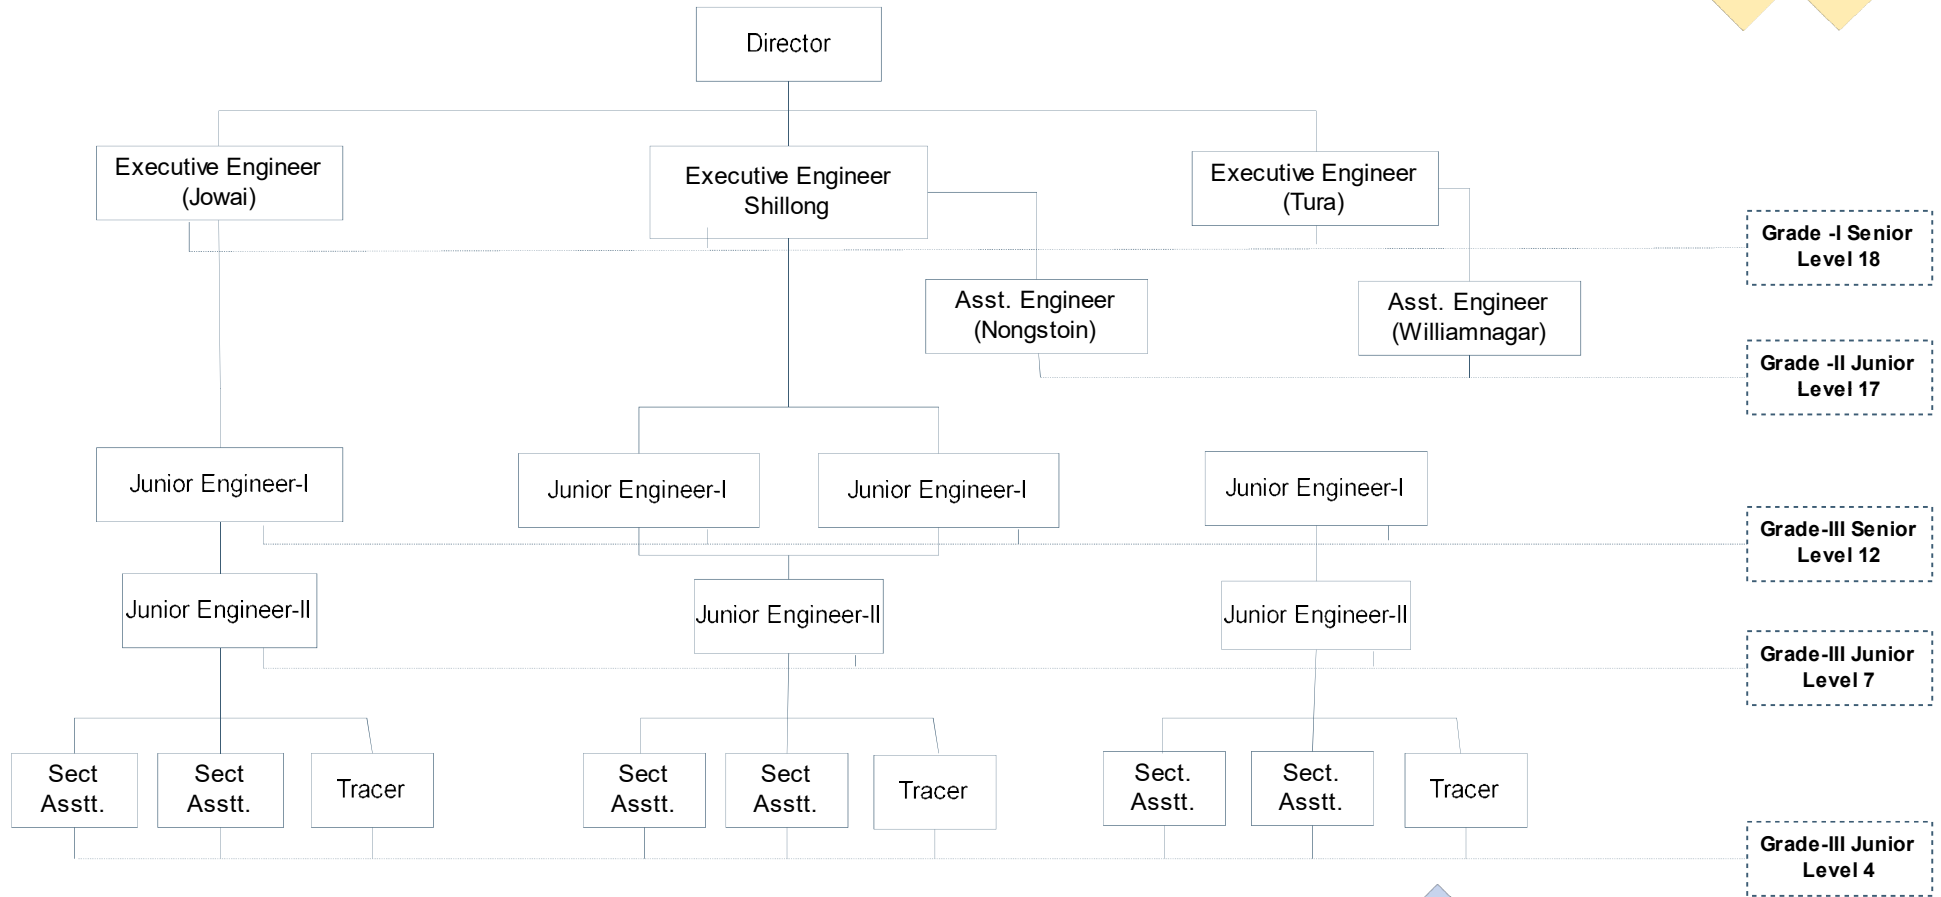 Director
Executive Engineer
(Jowai)
Executive Engineer
Shillong
Executive Engineer
(Tura)
Grade -I Senior
Level 18
Asst. Engineer
(Nongstoin)
Asst. Engineer
(Williamnagar)
Grade -II Junior
Level 17
Junior Engineer-I
Junior Engineer-I
Junior Engineer-I
Junior Engineer-I
Grade-III Senior
Level 12
Junior Engineer-II
Junior Engineer-II
Junior Engineer-II
Grade-III Junior
Level 7
Sect
Asstt.
Sect
Asstt.
Tracer
Sect
Asstt.
Sect
Asstt.
Tracer
Sect.
Asstt.
Sect.
Asstt.
Tracer
Grade-III Junior
Level 4